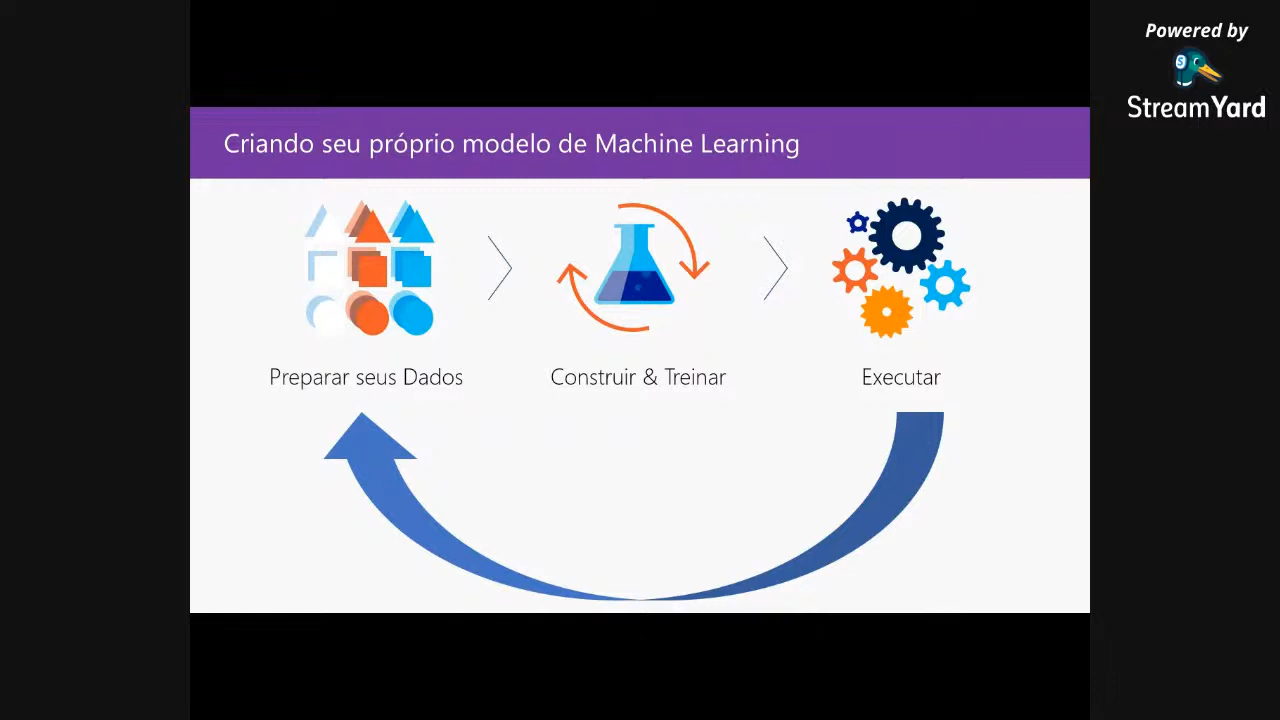 Powered by
StreamYard
Criando seu próprio modelo de Machine Learning
Preparar seus Dados
Construir & Treinar
Executar